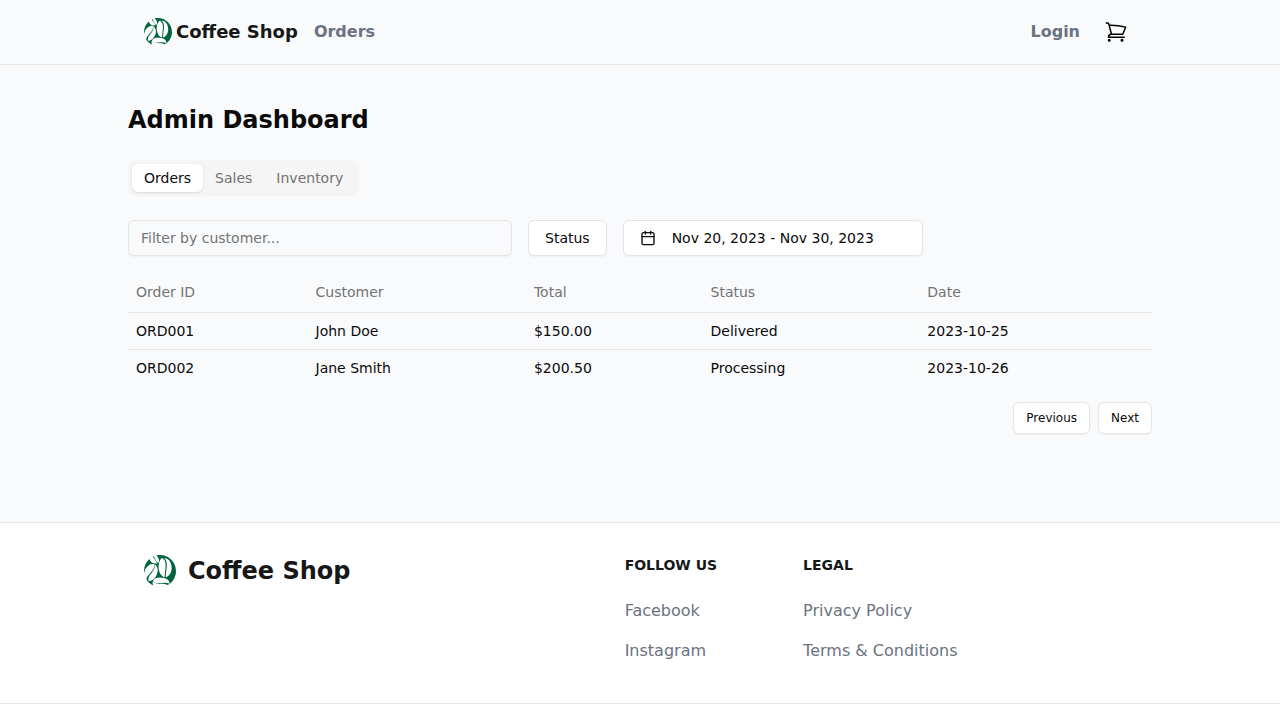 Coffee Shop Orders Login
Admin Dashboard
Orders Sales Inventory
Filter by customer... Status Nov 20, 2023 - Nov 30, 2023
Order ID Customer Total Status Date
ORD001 John Doe $150.00 Delivered 2023-10-25
ORD002 Jane Smith $200.50 Processing 2023-10-26
Previous Next
Coffee Shop FOLLOW US LEGAL
Facebook Privacy Policy
Instagram Terms & Conditions